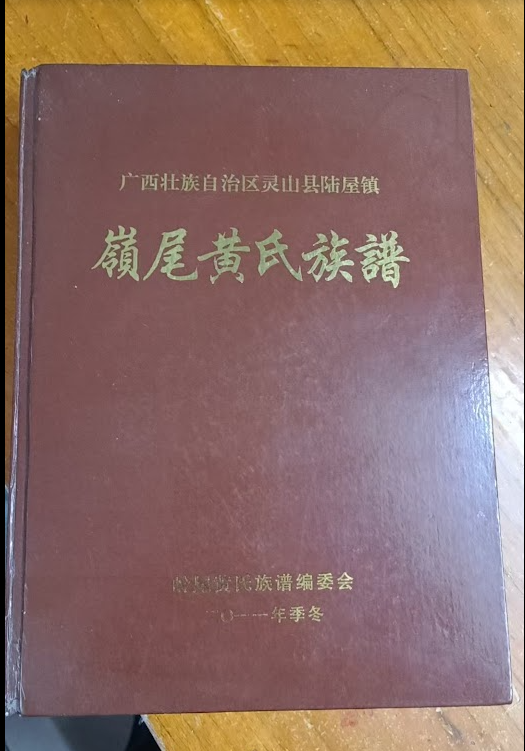 广西壮族自治区灵山县陆屋镇
嶺尾黄氏族譜
岭尾黄氏族谱编委会
二〇一一年季冬